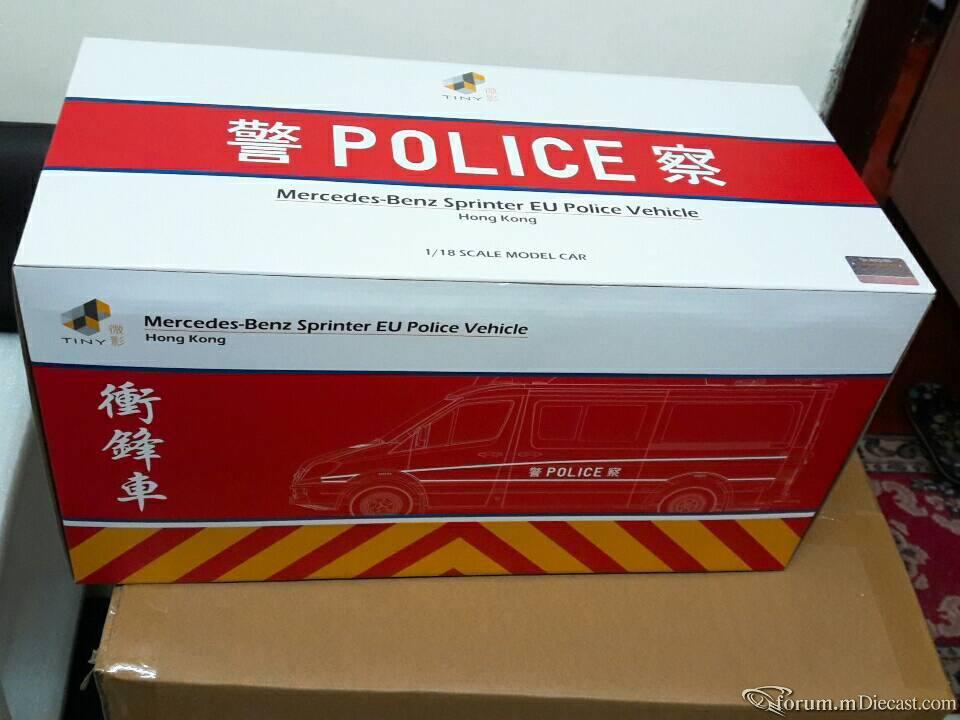 TINY 微影
警 POLICE 察
Mercedes-Benz Sprinter EU Police Vehicle
Hong Kong
1/18 SCALE MODEL CAR
TINY 微影
Mercedes-Benz Sprinter EU Police Vehicle
Hong Kong
衝鋒車
警 POLICE 察
forum.mDiecast.com